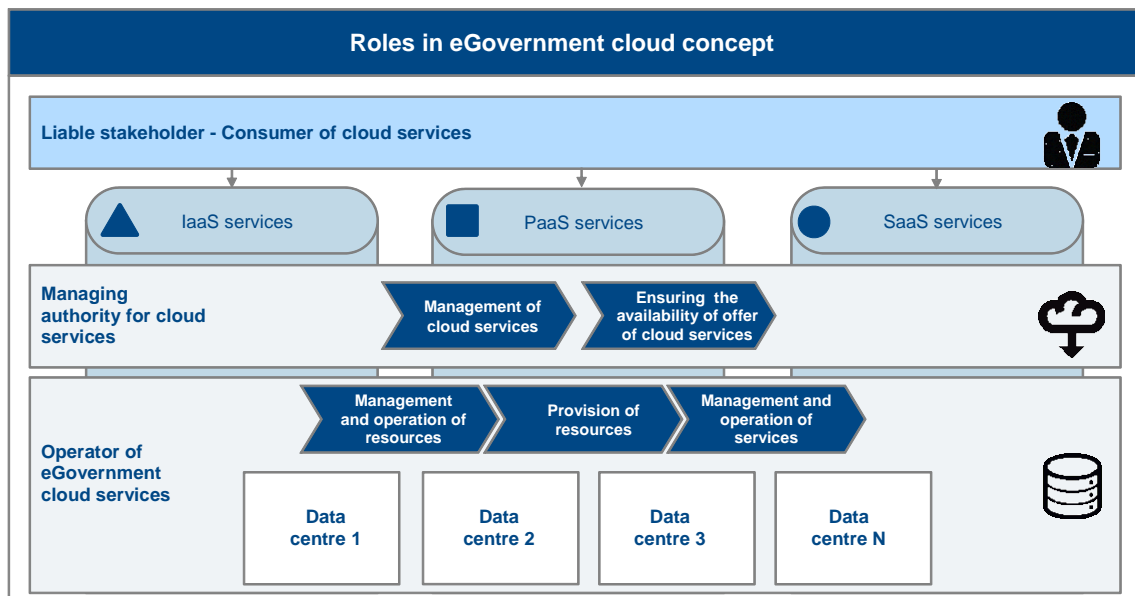 Roles in eGovernment cloud concept
Liable stakeholder - Consumer of cloud services
IaaS services
PaaS services
SaaS services
Managing
authority for cloud
services
Management of
cloud services
Ensuring the
availability of offer
of cloud services
Operator of
eGovernment
cloud services
Management
and operation of
resources
Provision of
resources
Management and
operation of
services
Data
centre 1
Data
centre 2
Data
centre 3
Data
centre N